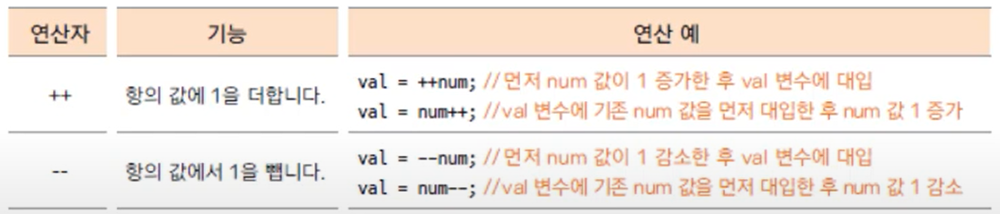 연산자 기능 연산 예
++ 항의 값에 1을 더합니다. val = ++num; //먼저 num 값이 1 증가한 후 val 변수에 대입
val = num++; //val 변수에 기존 num 값을 먼저 대입한 후 num 값 1 증가
-- 항의 값에서 1을 뺍니다. val = --num; //먼저 num 값이 1 감소한 후 val 변수에 대입
val = num--; //val 변수에 기존 num 값을 먼저 대입한 후 num 값 1 감소